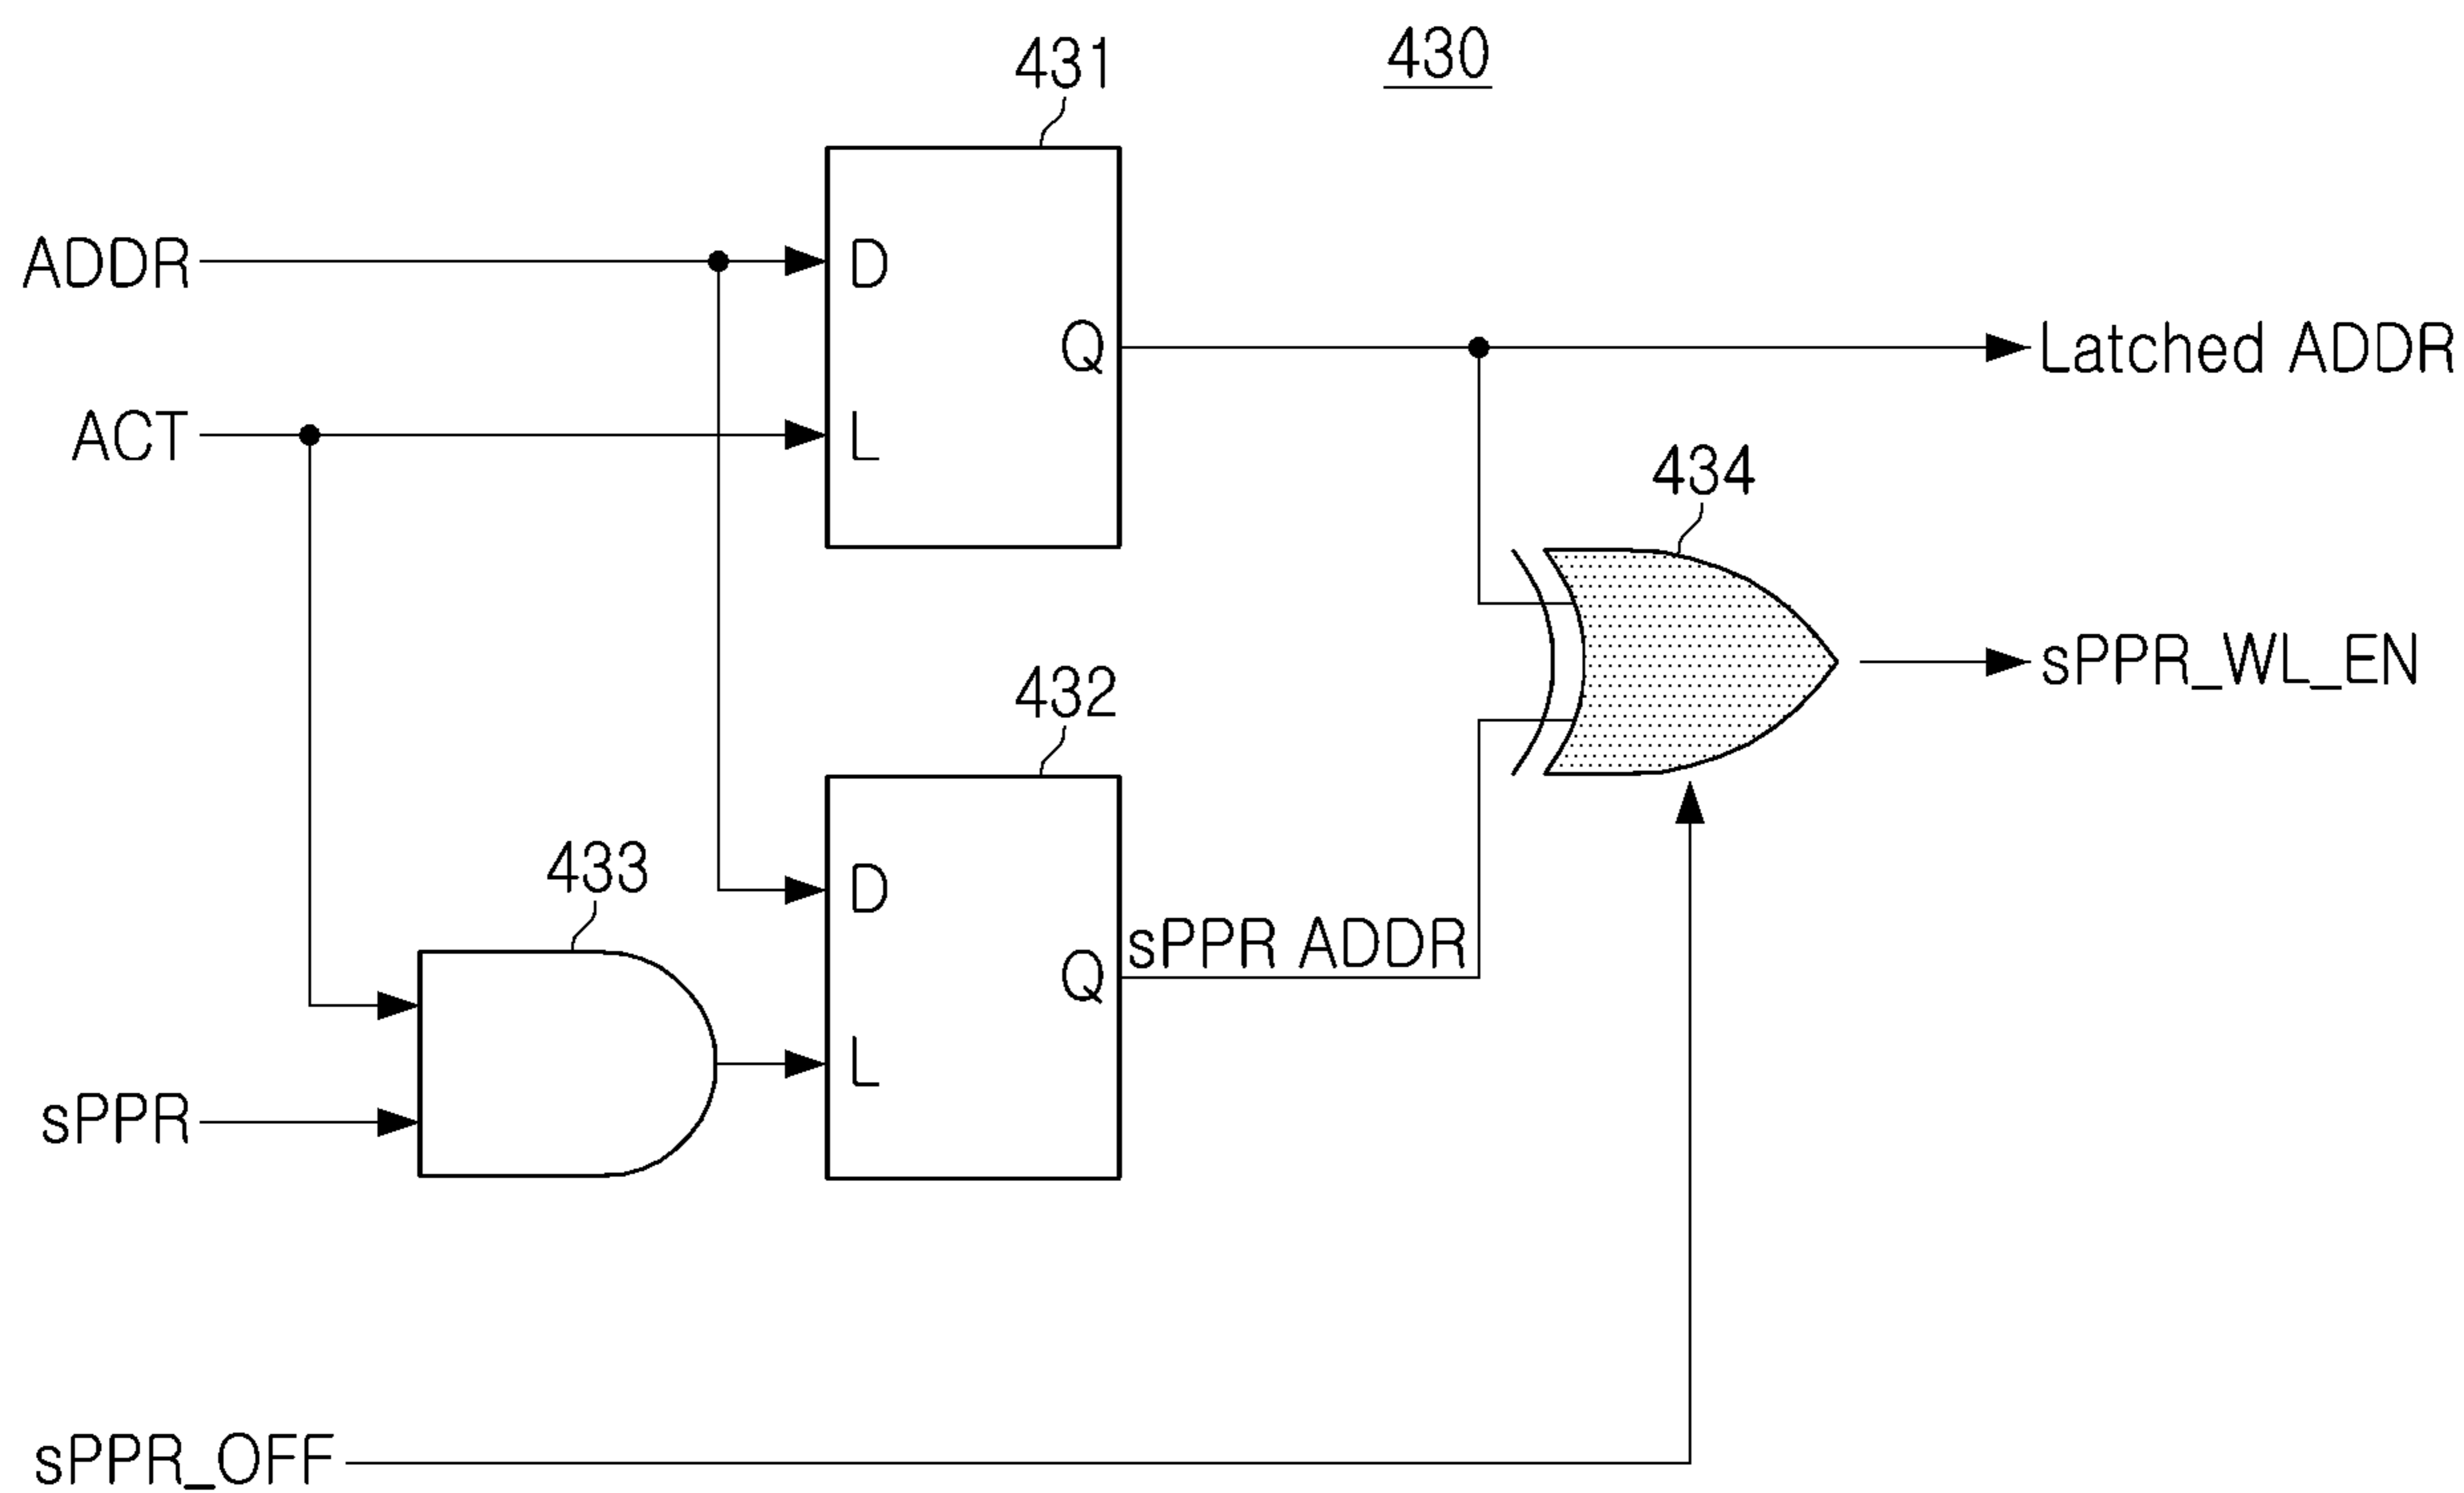 430
431
ADDR
D
Q
Latched ADDR
ACT
L
434
sPPR_WL_EN
432
433
D
sPPR ADDR
Q
L
sPPR
sPPR_OFF